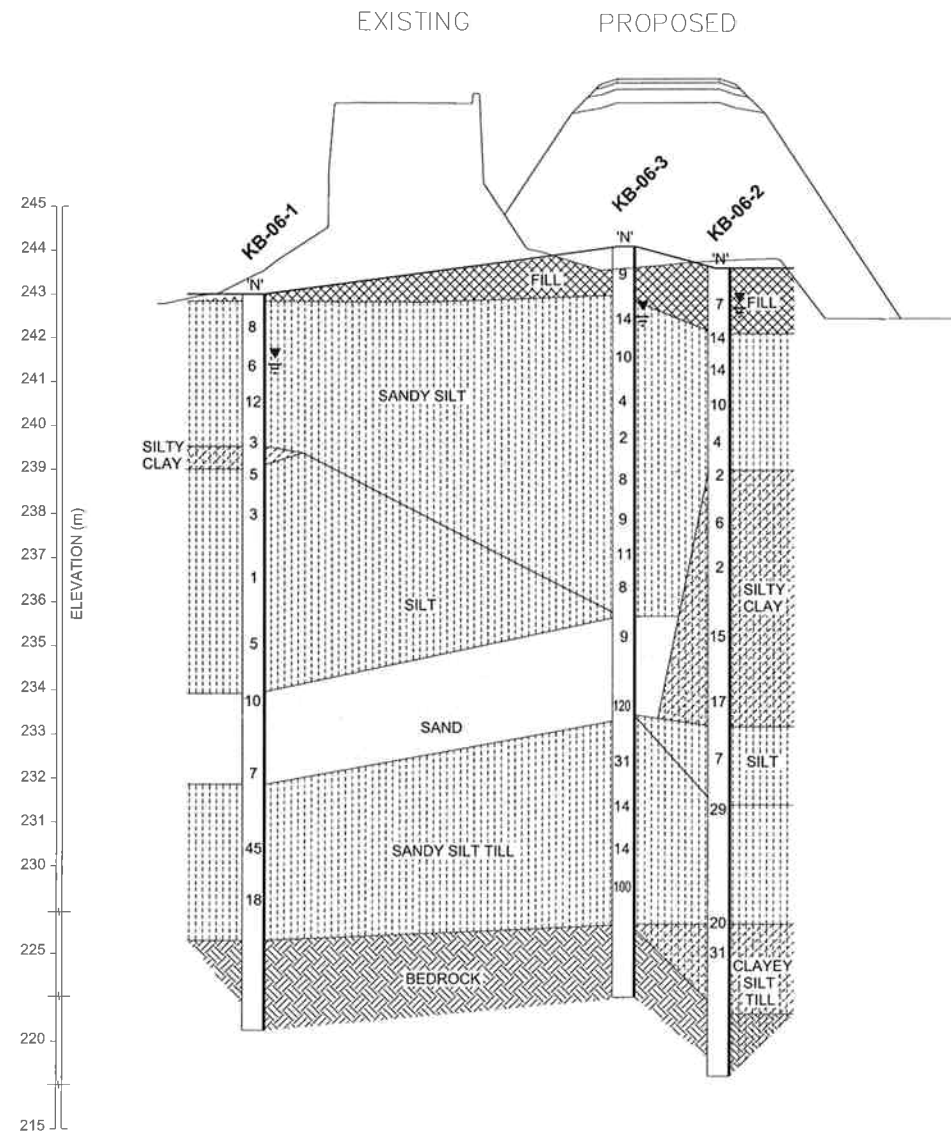 EXISTING PROPOSED
KB-06-1
KB-06-3
KB-06-2
ELEVATION (m)
245
244
243
242
241
240
239
238
237
236
235
234
233
232
231
230
225
220
215
'N'
8
6
12
3
5
3
1
5
10
7
45
18
'N'
9
14
10
4
2
8
9
11
8
9
120
31
14
14
100
'N'
7
14
14
10
4
2
6
2
15
17
7
29
20
31
FILL
SANDY SILT
SILTY
CLAY
SILT
SAND
SANDY SILT TILL
BEDROCK
FILL
SILTY
CLAY
SILT
CLAYEY
SILT
TILL